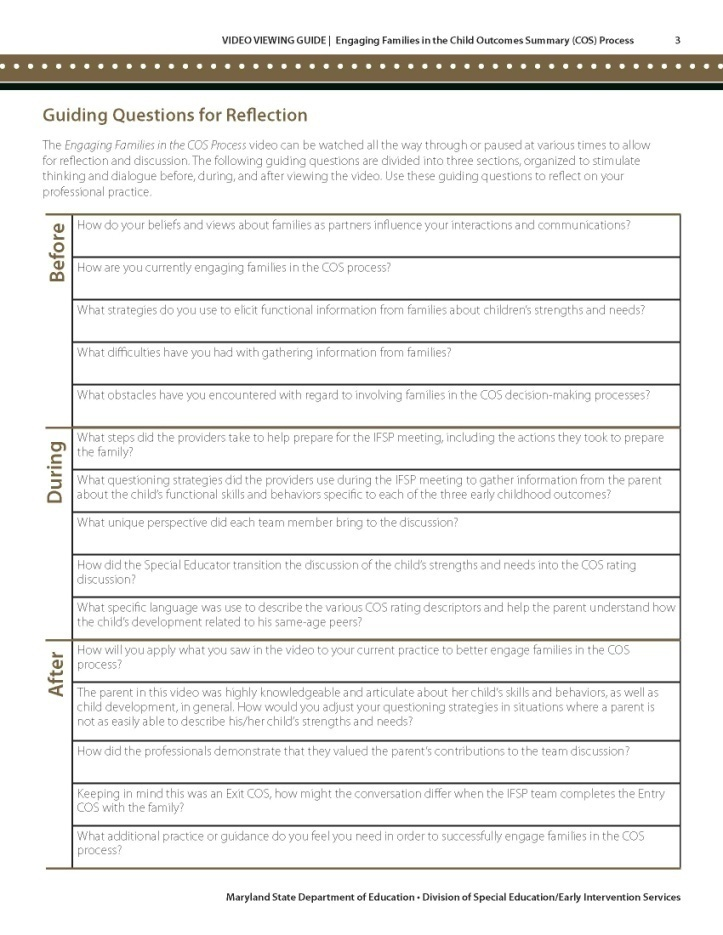 VIDEO VIEWING GUIDE | Engaging Families in the Child Outcomes Summary (COS) Process 3
Guiding Questions for Reflection
The Engaging Families in the COS Process video can be watched all the way through or paused at various times to allow
for reflection and discussion. The following guiding questions are divided into three sections, organized to stimulate
thinking and dialogue before, during, and after viewing the video. Use these guiding questions to reflect on your
professional practice.
Before
How do your beliefs and views about families as partners influence your interactions and communications?
How are you currently engaging families in the COS process?
What strategies do you use to elicit functional information from families about children's strengths and needs?
What difficulties have you had with gathering information from families?
What obstacles have you encountered with regard to involving families in the COS decision-making processes?
During
What steps did the providers take to help prepare for the IFSP meeting, including the actions they took to prepare
the family?
What questioning strategies did the providers use during the IFSP meeting to gather information from the parent
about the child's functional skills and behaviors specific to each of the three early childhood outcomes?
What unique perspective did each team member bring to the discussion?
How did the Special Educator transition the discussion of the child's strengths and needs into the COS rating
discussion?
What specific language was use to describe the various COS rating descriptors and help the parent understand how
the child's development related to his same-age peers?
After
How will you apply what you saw in the video to your current practice to better engage families in the COS
process?
The parent in this video was highly knowledgeable and articulate about her child's skills and behaviors, as well as
child development, in general. How would you adjust your questioning strategies in situations where a parent is
not as easily able to describe his/her child's strengths and needs?
How did the professionals demonstrate that they valued the parent's contributions to the team discussion?
Keeping in mind this was an Exit COS, how might the conversation differ when the IFSP team completes the Entry
COS with the family?
What additional practice or guidance do you feel you need in order to successfully engage families in the COS
process?
Maryland State Department of Education • Division of Special Education/Early Intervention Services